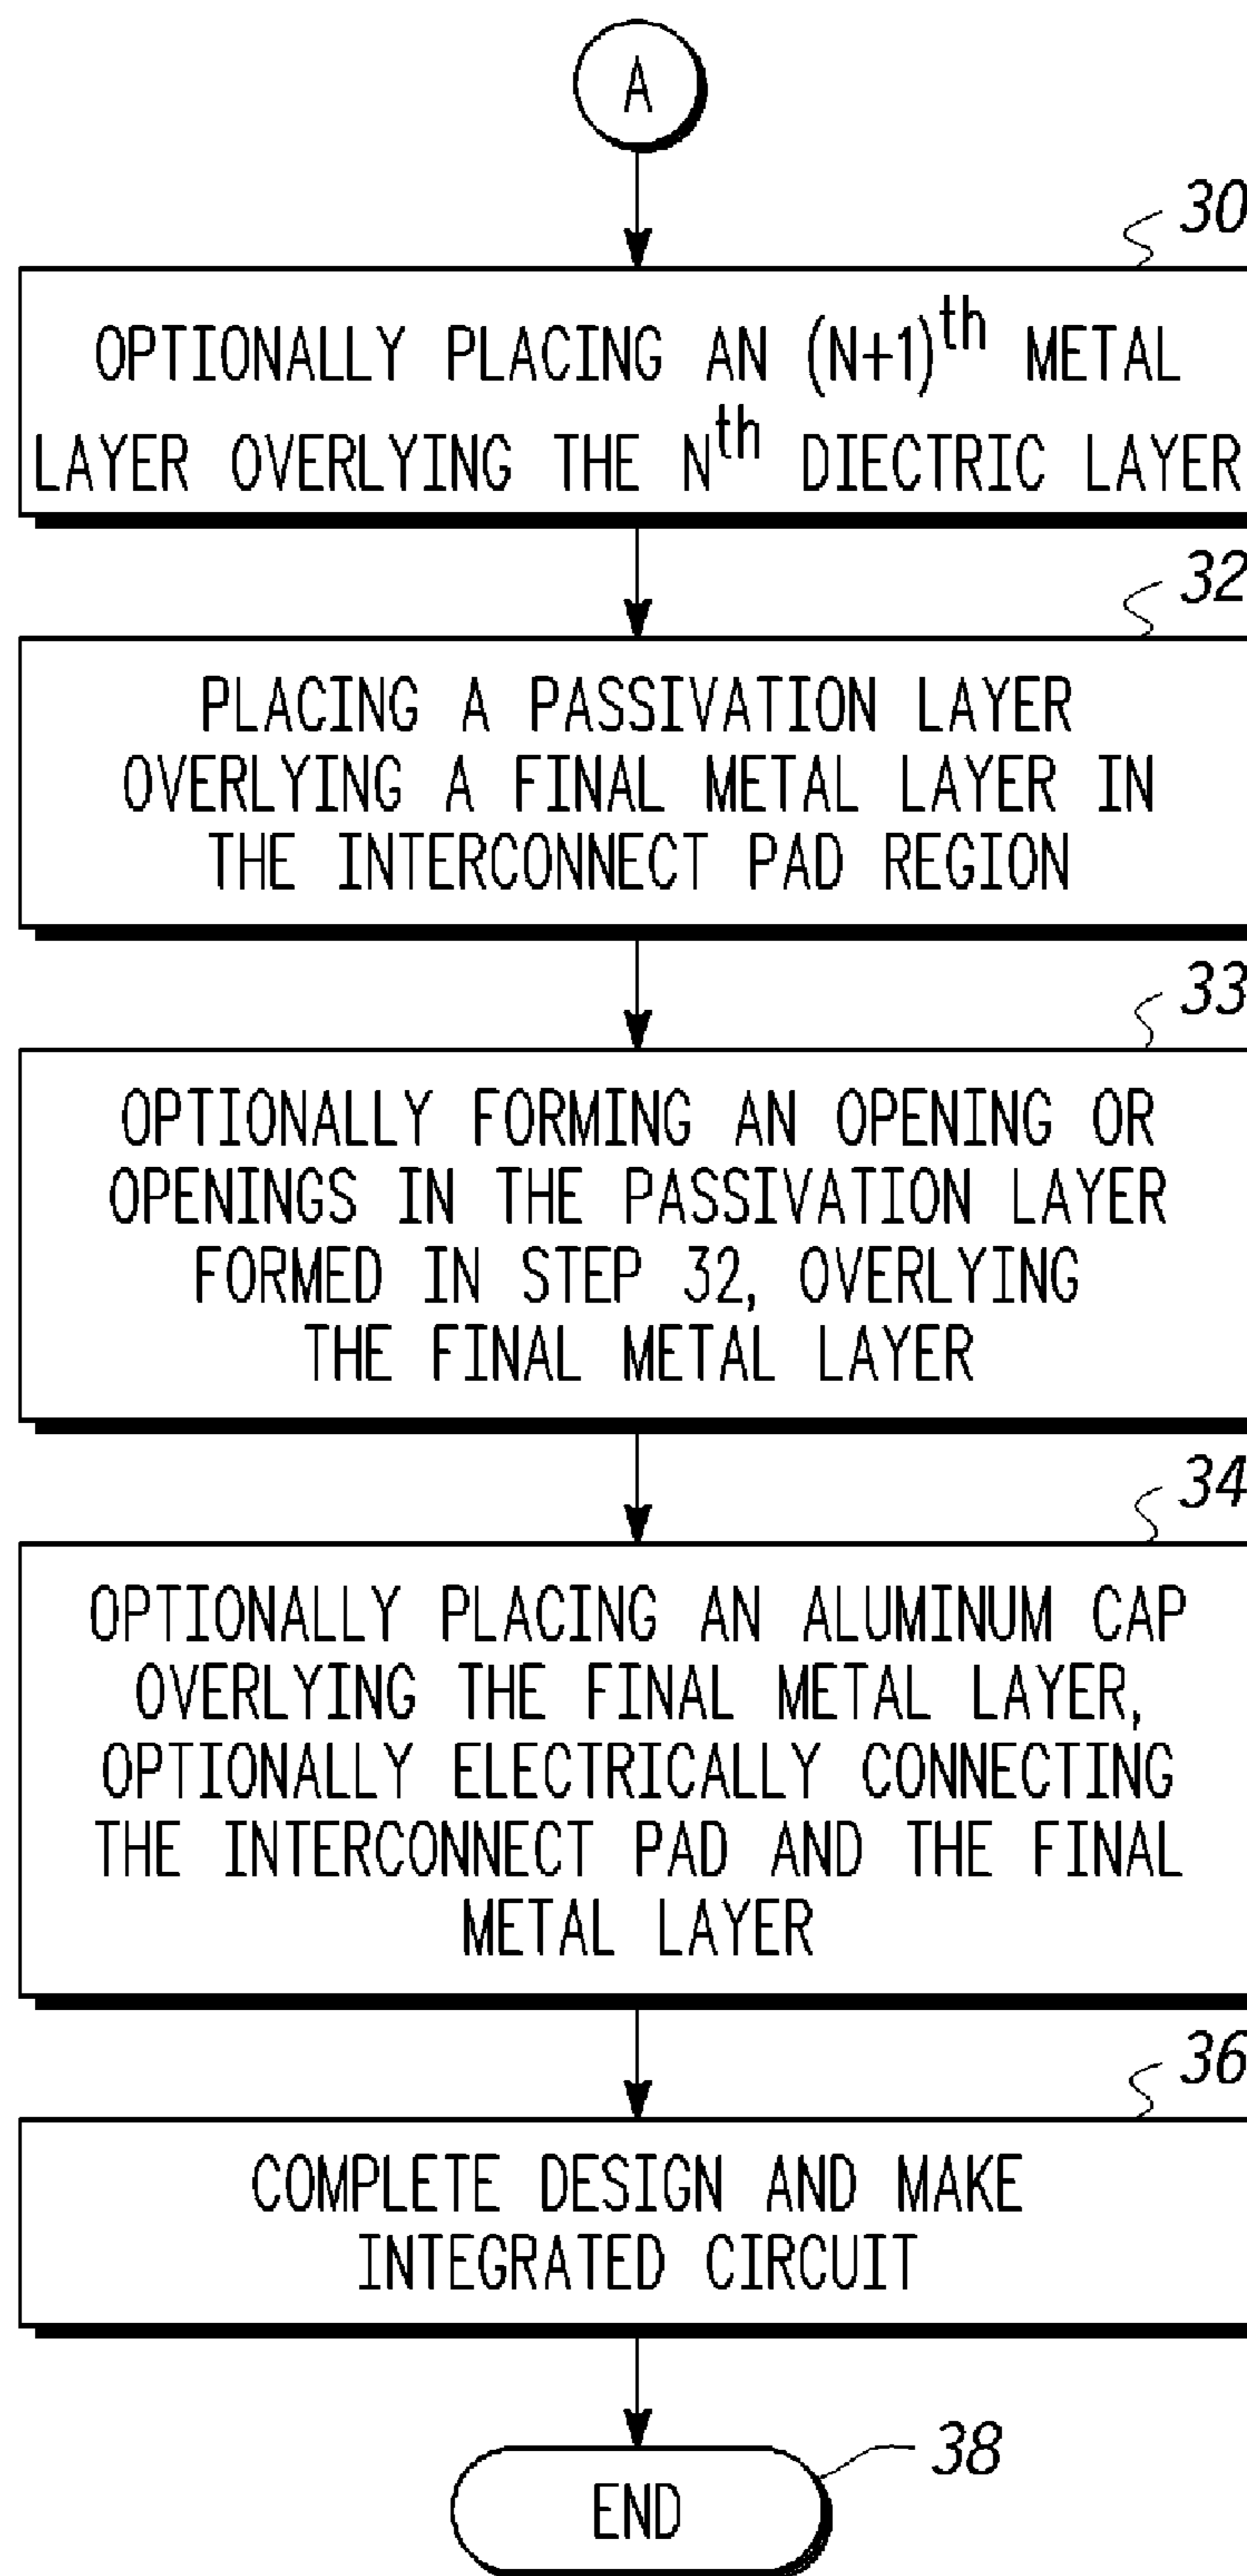 A
30
OPTIONALLY PLACING AN (N+1)th METAL
LAYER OVERLYING THE Nth DIECTRIC LAYER
32
PLACING A PASSIVATION LAYER
OVERLYING A FINAL METAL LAYER IN
THE INTERCONNECT PAD REGION
33
OPTIONALLY FORMING AN OPENING OR
OPENINGS IN THE PASSIVATION LAYER
FORMED IN STEP 32, OVERLYING
THE FINAL METAL LAYER
34
OPTIONALLY PLACING AN ALUMINUM CAP
OVERLYING THE FINAL METAL LAYER,
OPTIONALLY ELECTRICALLY CONNECTING
THE INTERCONNECT PAD AND THE FINAL
METAL LAYER
36
COMPLETE DESIGN AND MAKE
INTEGRATED CIRCUIT
38
END